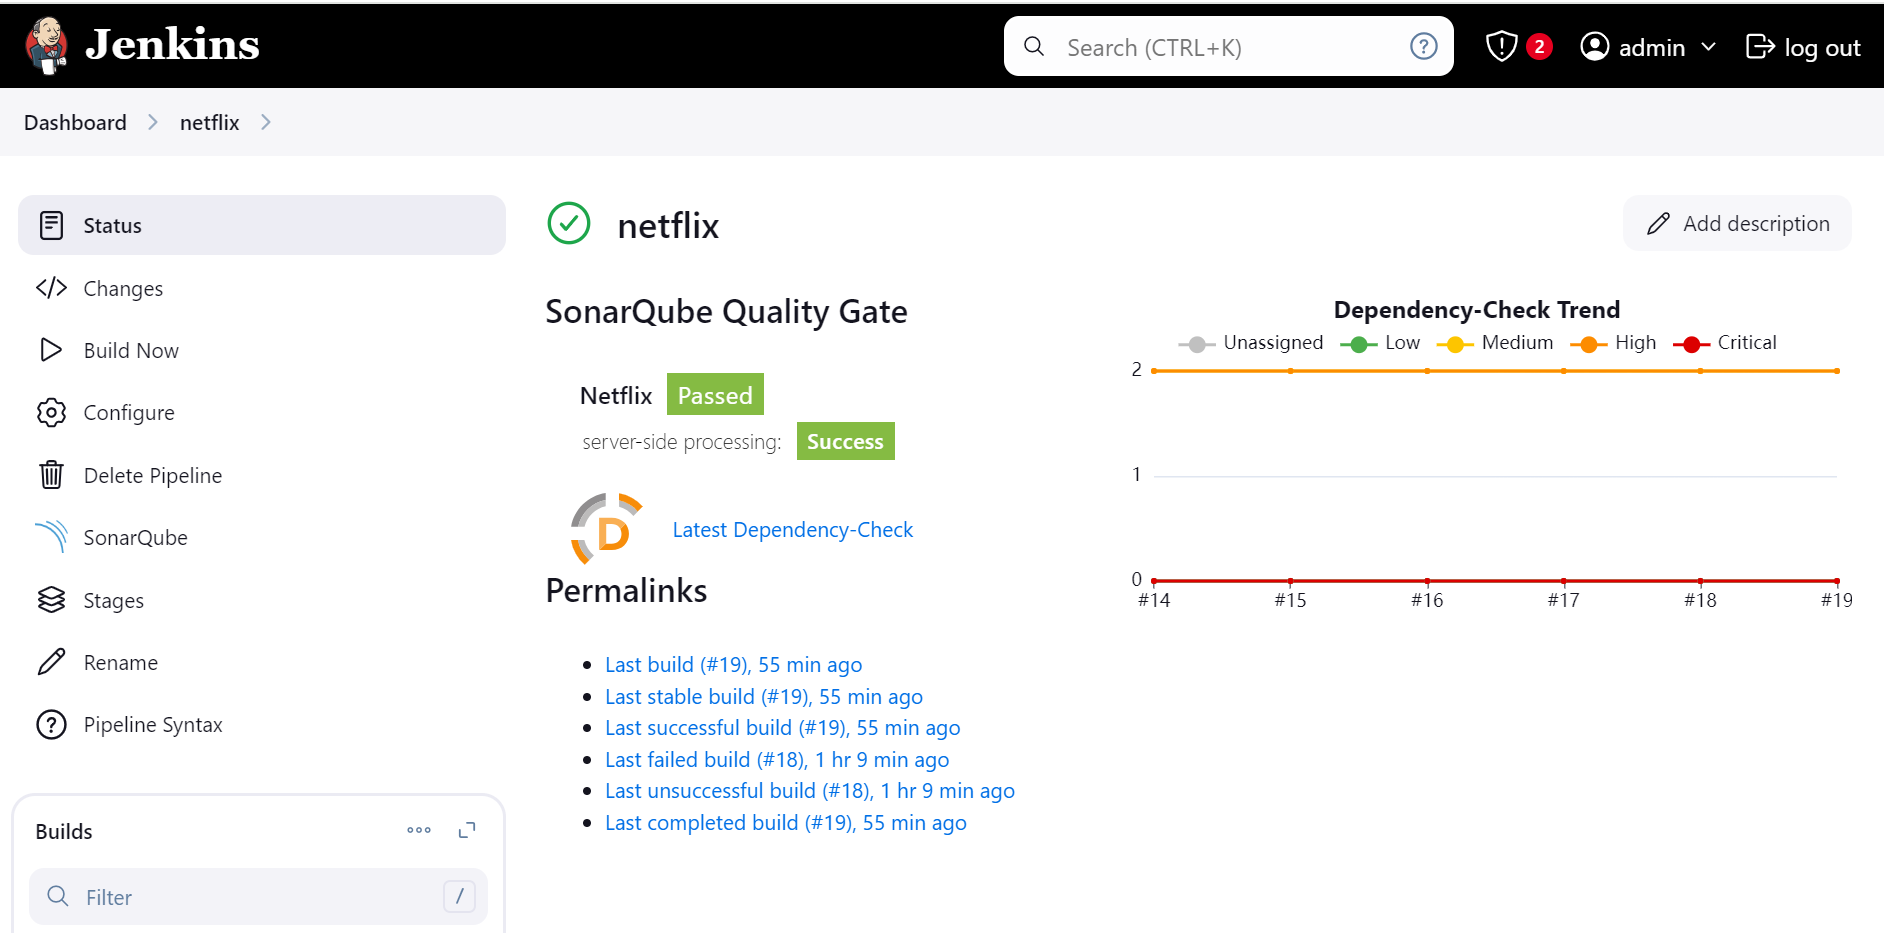 Jenkins
Search (CTRL+K)
2
admin
log out
Dashboard
netflix
Status
Changes
Build Now
Configure
Delete Pipeline
SonarQube
Stages
Rename
Pipeline Syntax
Builds
Filter
/
netflix
Add description
SonarQube Quality Gate
Netflix Passed
server-side processing: Success
D
Latest Dependency-Check
Permalinks
Last build (#19), 55 min ago
Last stable build (#19), 55 min ago
Last successful build (#19), 55 min ago
Last failed build (#18), 1 hr 9 min ago
Last unsuccessful build (#18), 1 hr 9 min ago
Last completed build (#19), 55 min ago
Dependency-Check Trend
Unassigned Low Medium High Critical
2
1
0
#14 #15 #16 #17 #18 #19